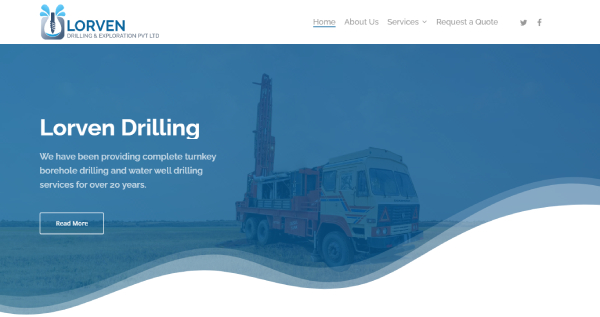 LORVEN
DRILLING & EXPLORATION PVT LTD
Home About Us Services Request a Quote
Lorven Drilling
We have been providing complete turnkey
borehole drilling and water well drilling
services for over 20 years.
Read More